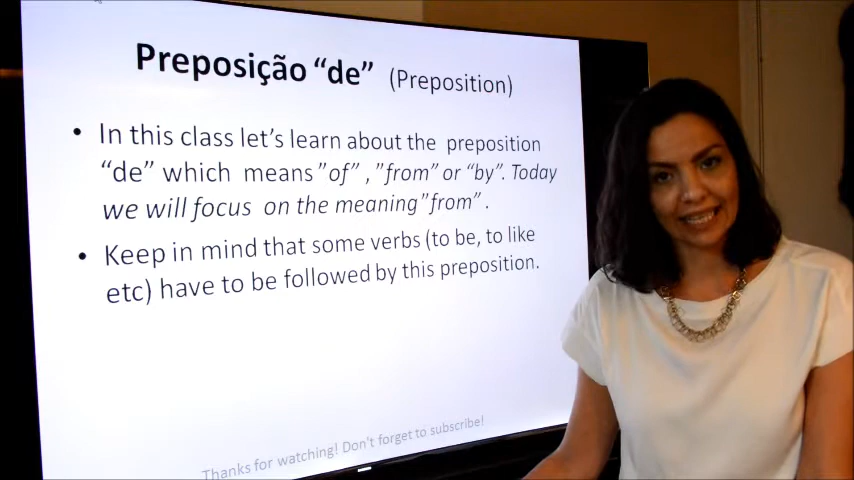 Preposição “de” (Preposition)
• In this class let’s learn about the preposition
“de” which means ”of” , ”from” or “by”. Today
we will focus on the meaning ”from” .
• Keep in mind that some verbs (to be, to like
etc) have to be followed by this preposition.
Thanks for watching! Don't forget to subscribe!